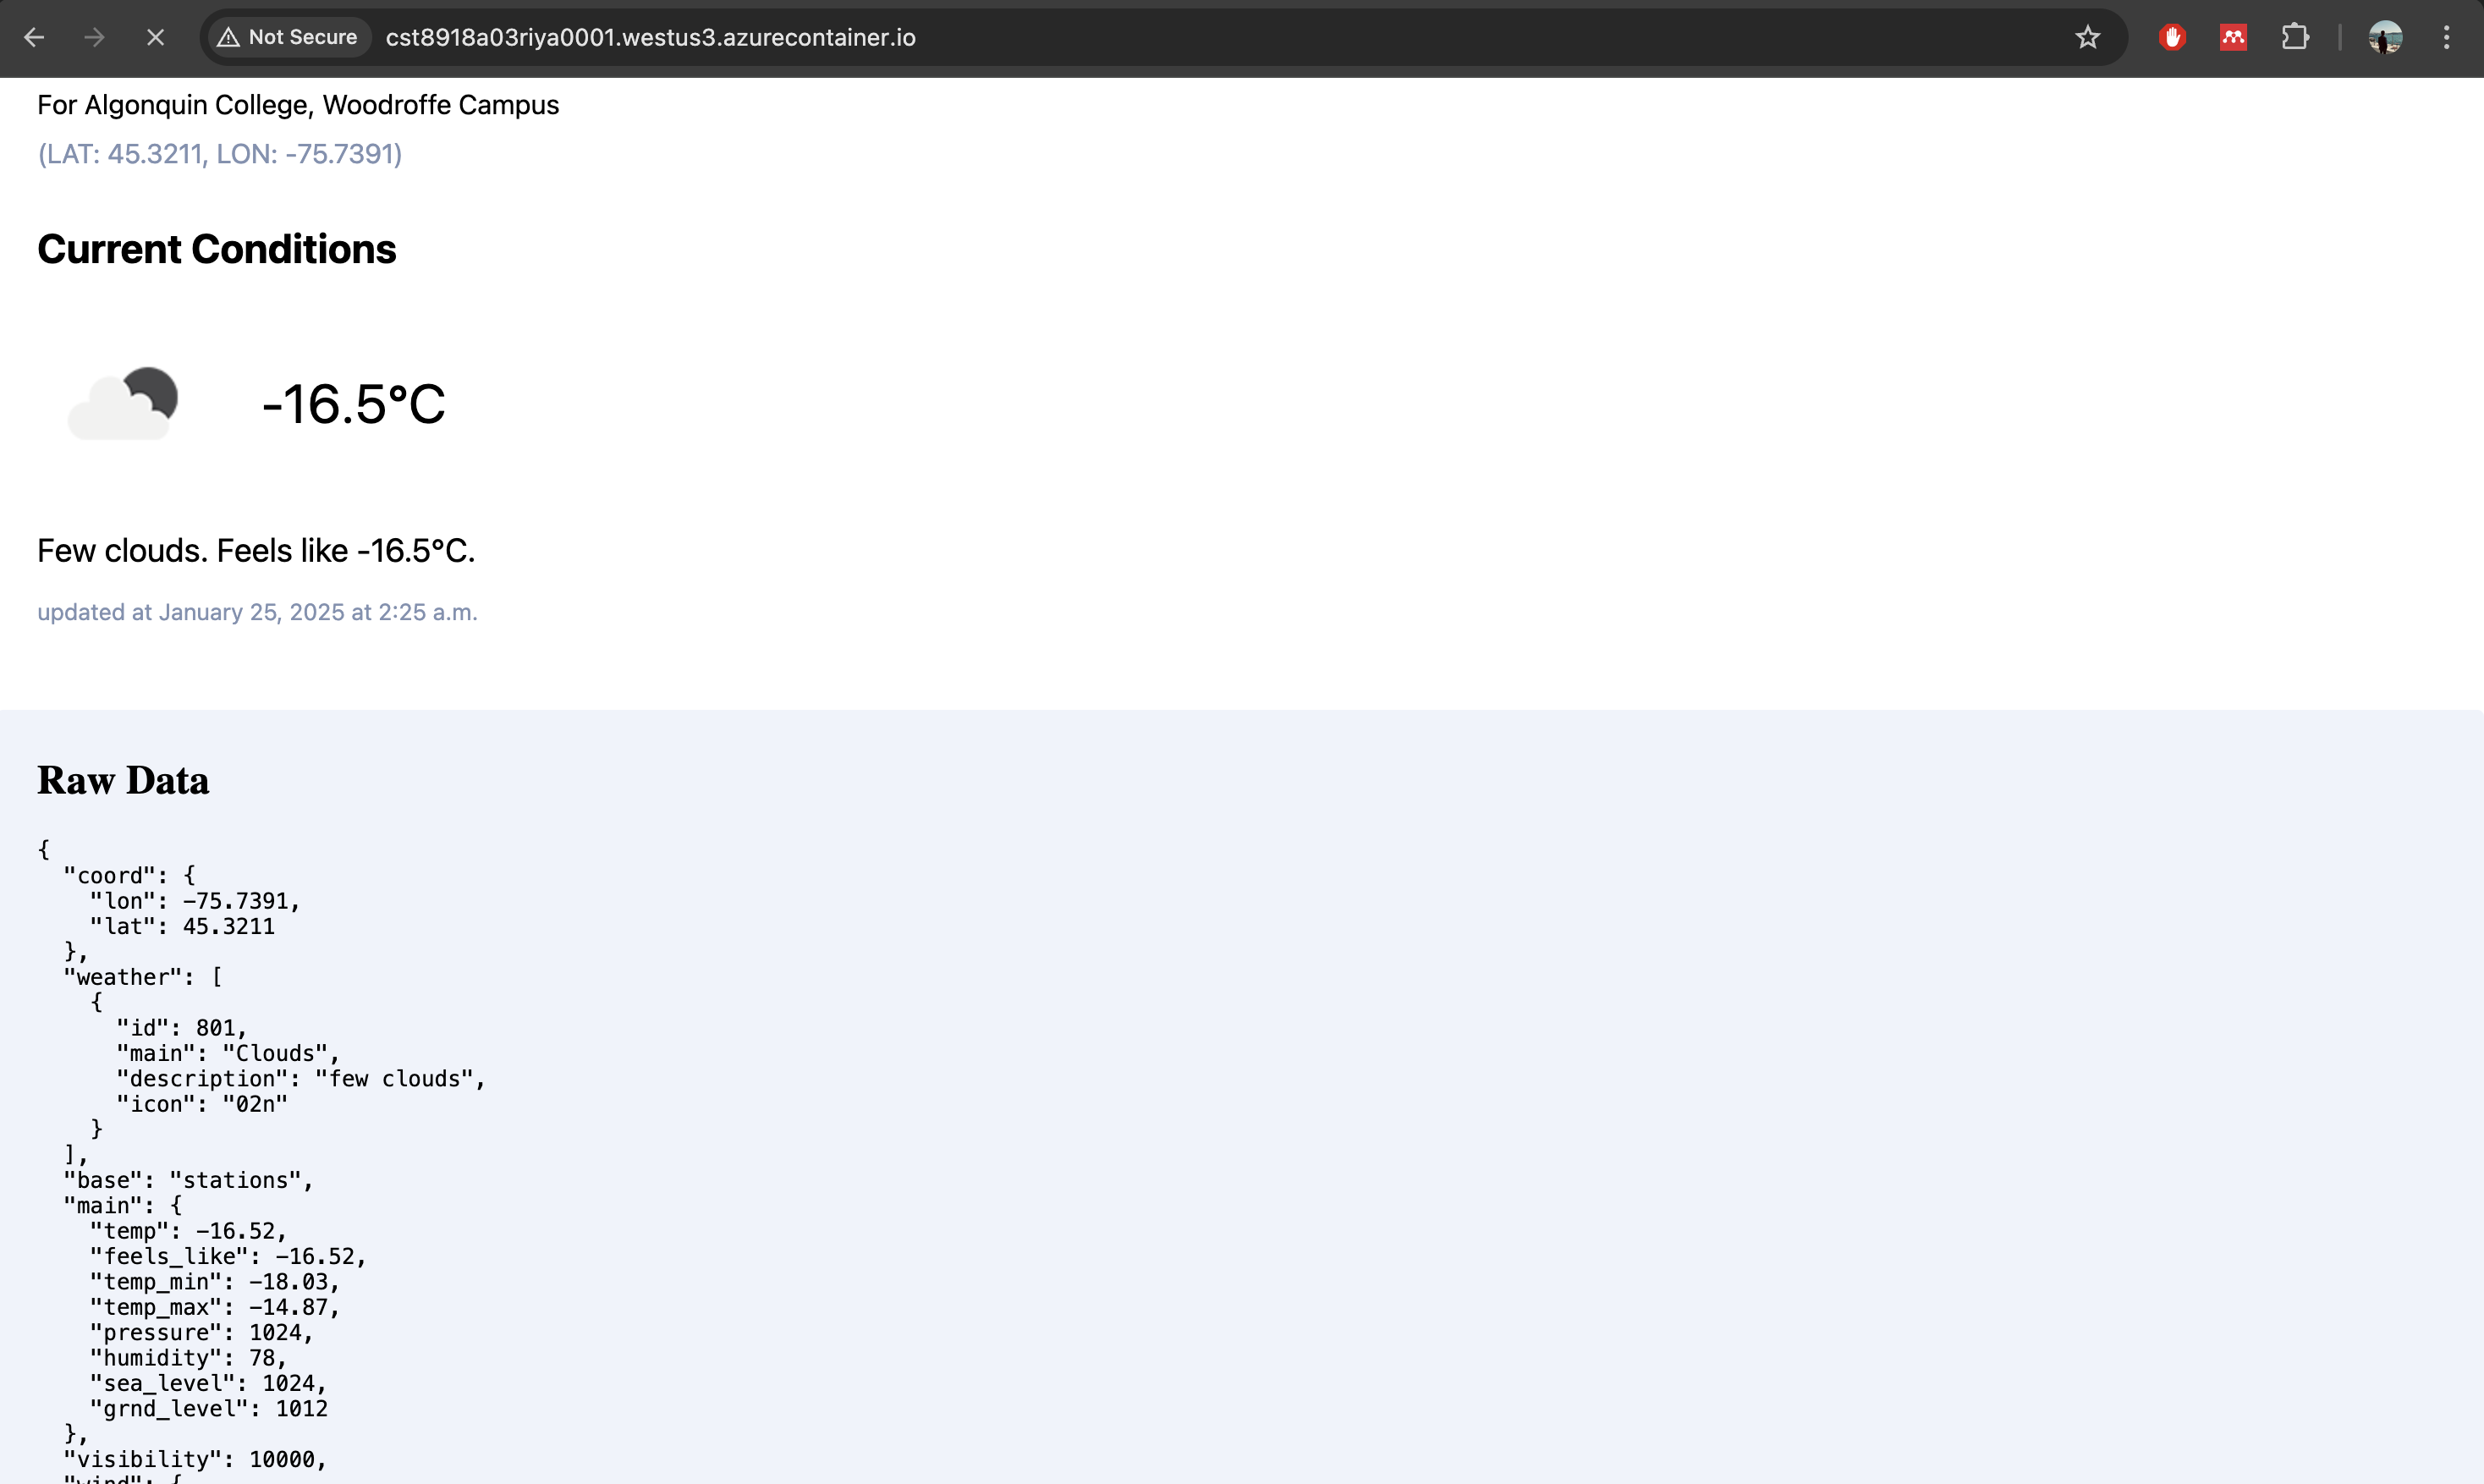 Not Secure cst8918a03riya0001.westus3.azurecontainer.io
For Algonquin College, Woodroffe Campus
(LAT: 45.3211, LON: -75.7391)
Current Conditions
-16.5°C
Few clouds. Feels like -16.5°C.
updated at January 25, 2025 at 2:25 a.m.
Raw Data
{
  "coord": {
    "lon": -75.7391,
    "lat": 45.3211
  },
  "weather": [
    {
      "id": 801,
      "main": "Clouds",
      "description": "few clouds",
      "icon": "02n"
    }
  ],
  "base": "stations",
  "main": {
    "temp": -16.52,
    "feels_like": -16.52,
    "temp_min": -18.03,
    "temp_max": -14.87,
    "pressure": 1024,
    "humidity": 78,
    "sea_level": 1024,
    "grnd_level": 1012
  },
  "visibility": 10000,
  "wind": {